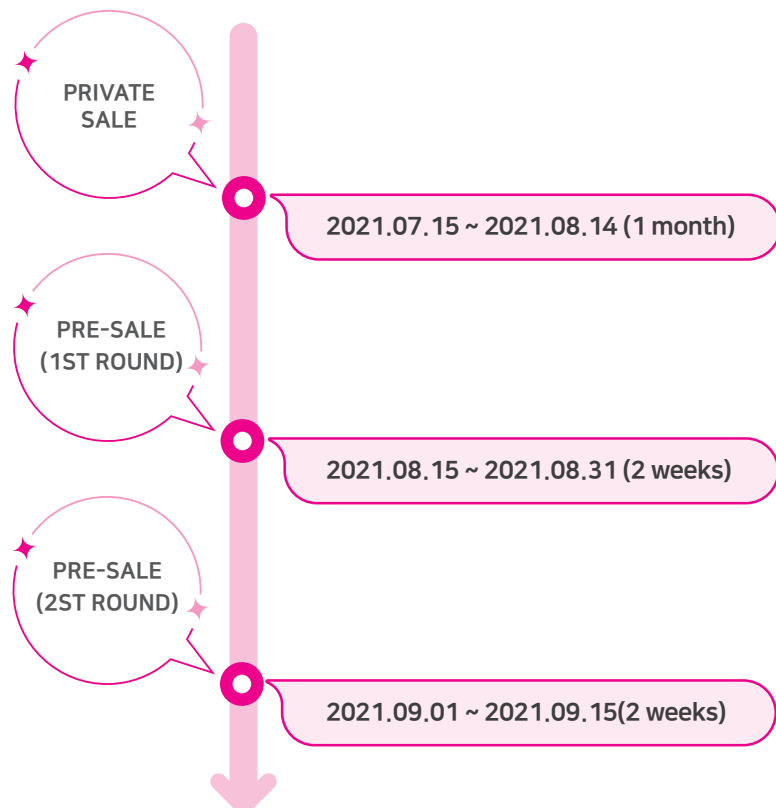 PRIVATE
SALE
2021.07.15 ~ 2021.08.14 (1 month)
PRE-SALE
(1ST ROUND)
2021.08.15 ~ 2021.08.31 (2 weeks)
PRE-SALE
(2ST ROUND)
2021.09.01 ~ 2021.09.15(2 weeks)